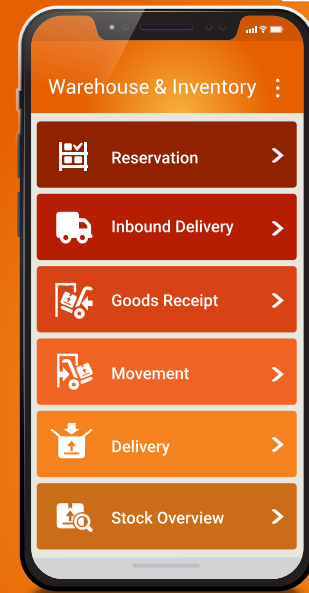 Warehouse & Inventory
Reservation
Inbound Delivery
Goods Receipt
Movement
Delivery
Stock Overview